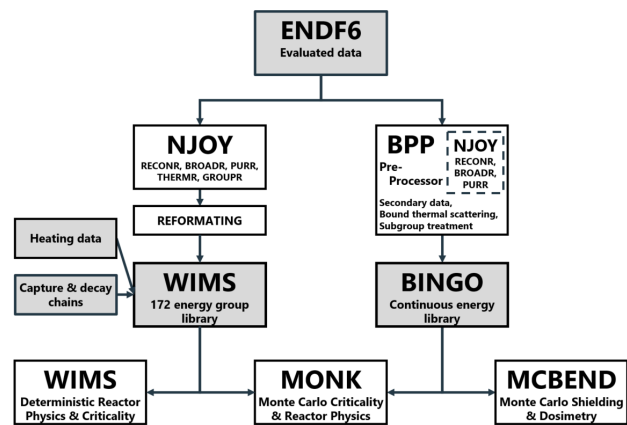 ENDF6
Evaluated data
NJOY
RECONR, BROADR, PURR,
THERMR, GROUPR
BPP
Pre-
Processor
NJOY
RECONR,
BROADR,
PURR
Secondary data,
Bound thermal scattering,
Subgroup treatment
REFORMATING
Heating data
Capture & decay
chains
WIMS
172 energy group
library
BINGO
Continuous energy
library
WIMS
Deterministic Reactor
Physics & Criticality
MONK
Monte Carlo Criticality
& Reactor Physics
MCBEND
Monte Carlo Shielding
& Dosimetry